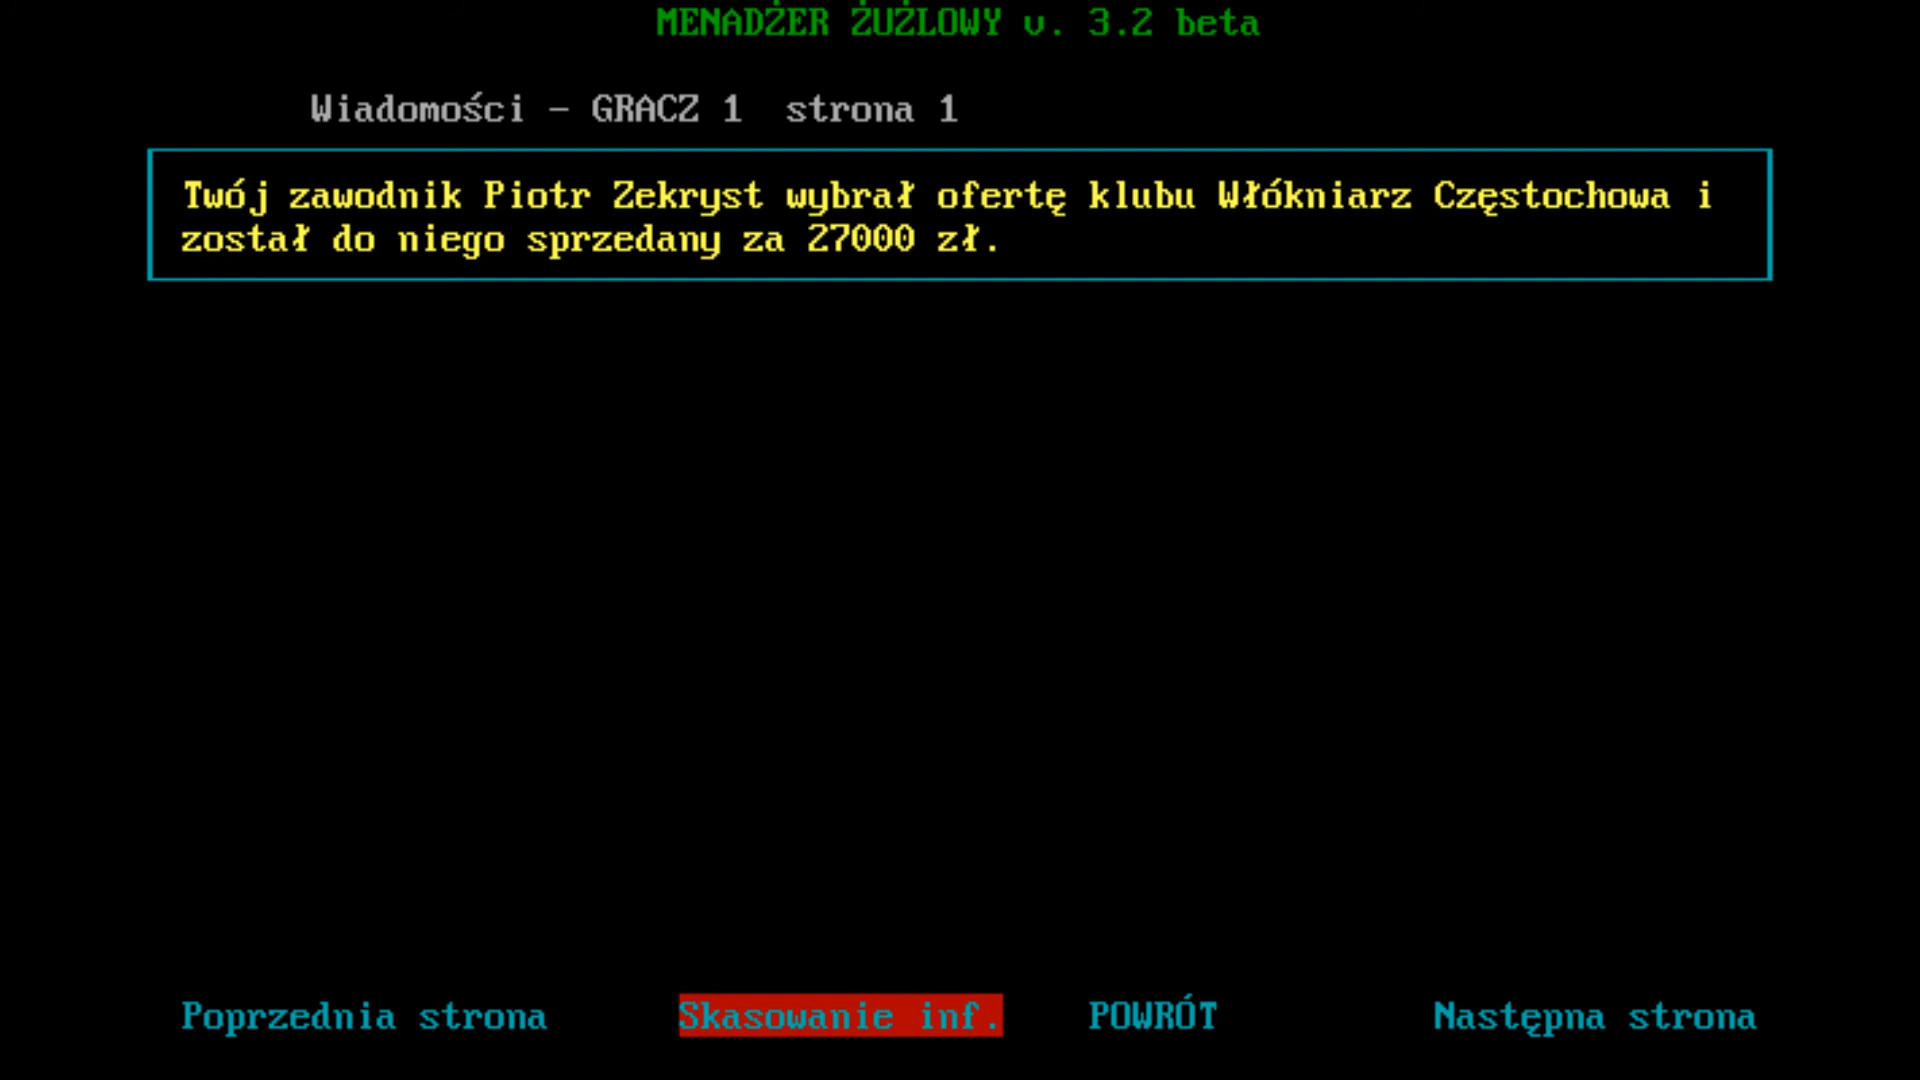 MENADŻER ŻUŻLOWY v. 3.2 beta
Wiadomości - GRACZ 1 strona 1
Twój zawodnik Piotr Zekryst wybrał ofertę klubu Włókniarz Częstochowa i
został do niego sprzedany za 27000 zł.
Poprzednia strona Skasowanie inf. POWRÓT Następna strona